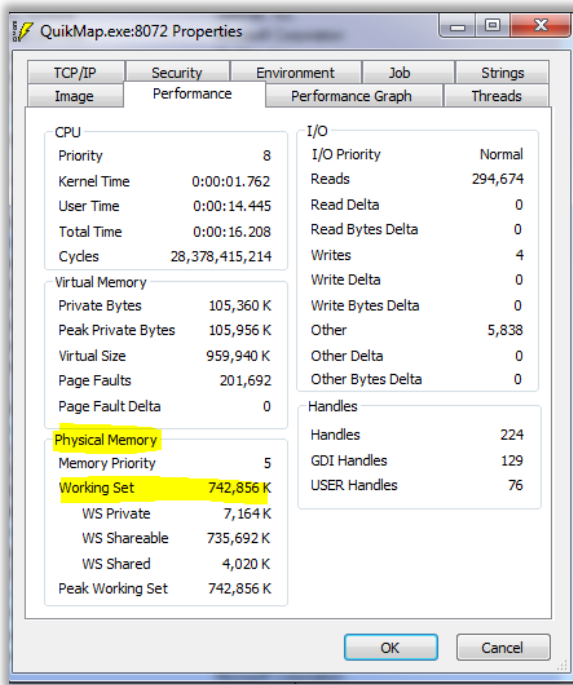 QuikMap.exe:8072 Properties
TCP/IP Security Environment Job Strings
Image Performance Performance Graph Threads
CPU
Priority 8
Kernel Time 0:00:01.762
User Time 0:00:14.445
Total Time 0:00:16.208
Cycles 28,378,415,214
Virtual Memory
Private Bytes 105,360 K
Peak Private Bytes 105,956 K
Virtual Size 959,940 K
Page Faults 201,692
Page Fault Delta 0
Physical Memory
Memory Priority 5
Working Set 742,856 K
WS Private 7,164 K
WS Shareable 735,692 K
WS Shared 4,020 K
Peak Working Set 742,856 K
I/O
I/O Priority Normal
Reads 294,674
Read Delta 0
Read Bytes Delta 0
Writes 4
Write Delta 0
Write Bytes Delta 0
Other 5,838
Other Delta 0
Other Bytes Delta 0
Handles
Handles 224
GDI Handles 129
USER Handles 76
OK Cancel